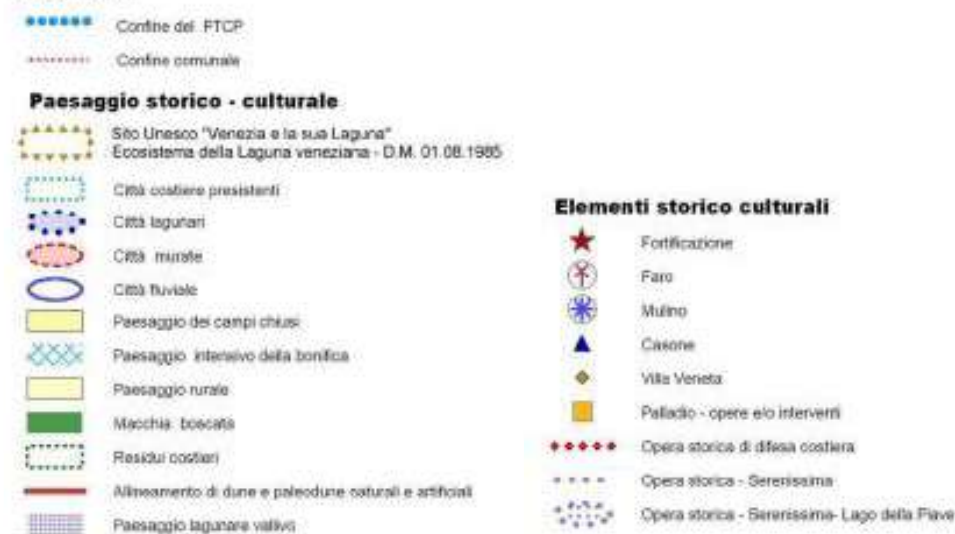 Confine del PTCP
Confine comunale
Paesaggio storico - culturale
Sito Unesco "Venezia e la sua Laguna"
Ecosistema della Laguna veneziana - D.M. 01.08.1985
Città costiere presistenti
Città lagunari
Città murate
Città fluviale
Paesaggio dei campi chiusi
Paesaggio intensivo della bonifica
Paesaggio rurale
Macchia boscata
Residui costieri
Allineamento di dune e paleodune naturali e artificiali
Paesaggio lagunare vallivo
Elementi storico culturali
Fortificazione
Faro
Mulino
Casone
Villa Veneta
Palladio - opere e/o interventi
Opera storica di difesa costiera
Opera storica - Serenissima
Opera storica - Serenissima- Lago della Piave